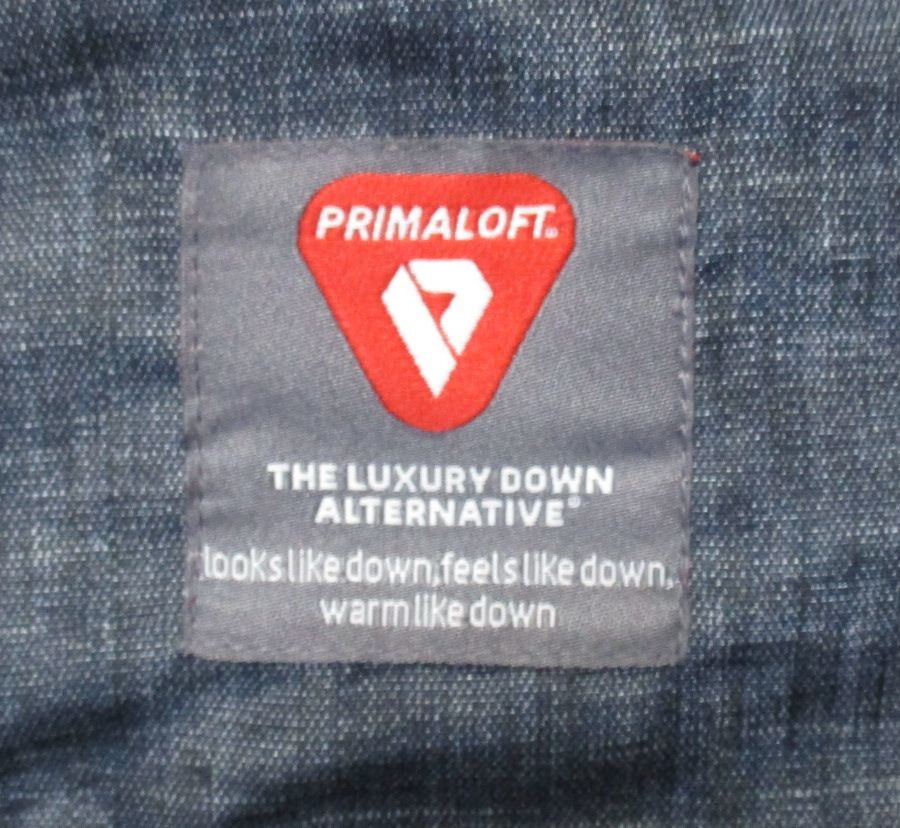 PRIMALOFT®
THE LUXURY DOWN
ALTERNATIVE®
looks like down, feels like down,
warm like down